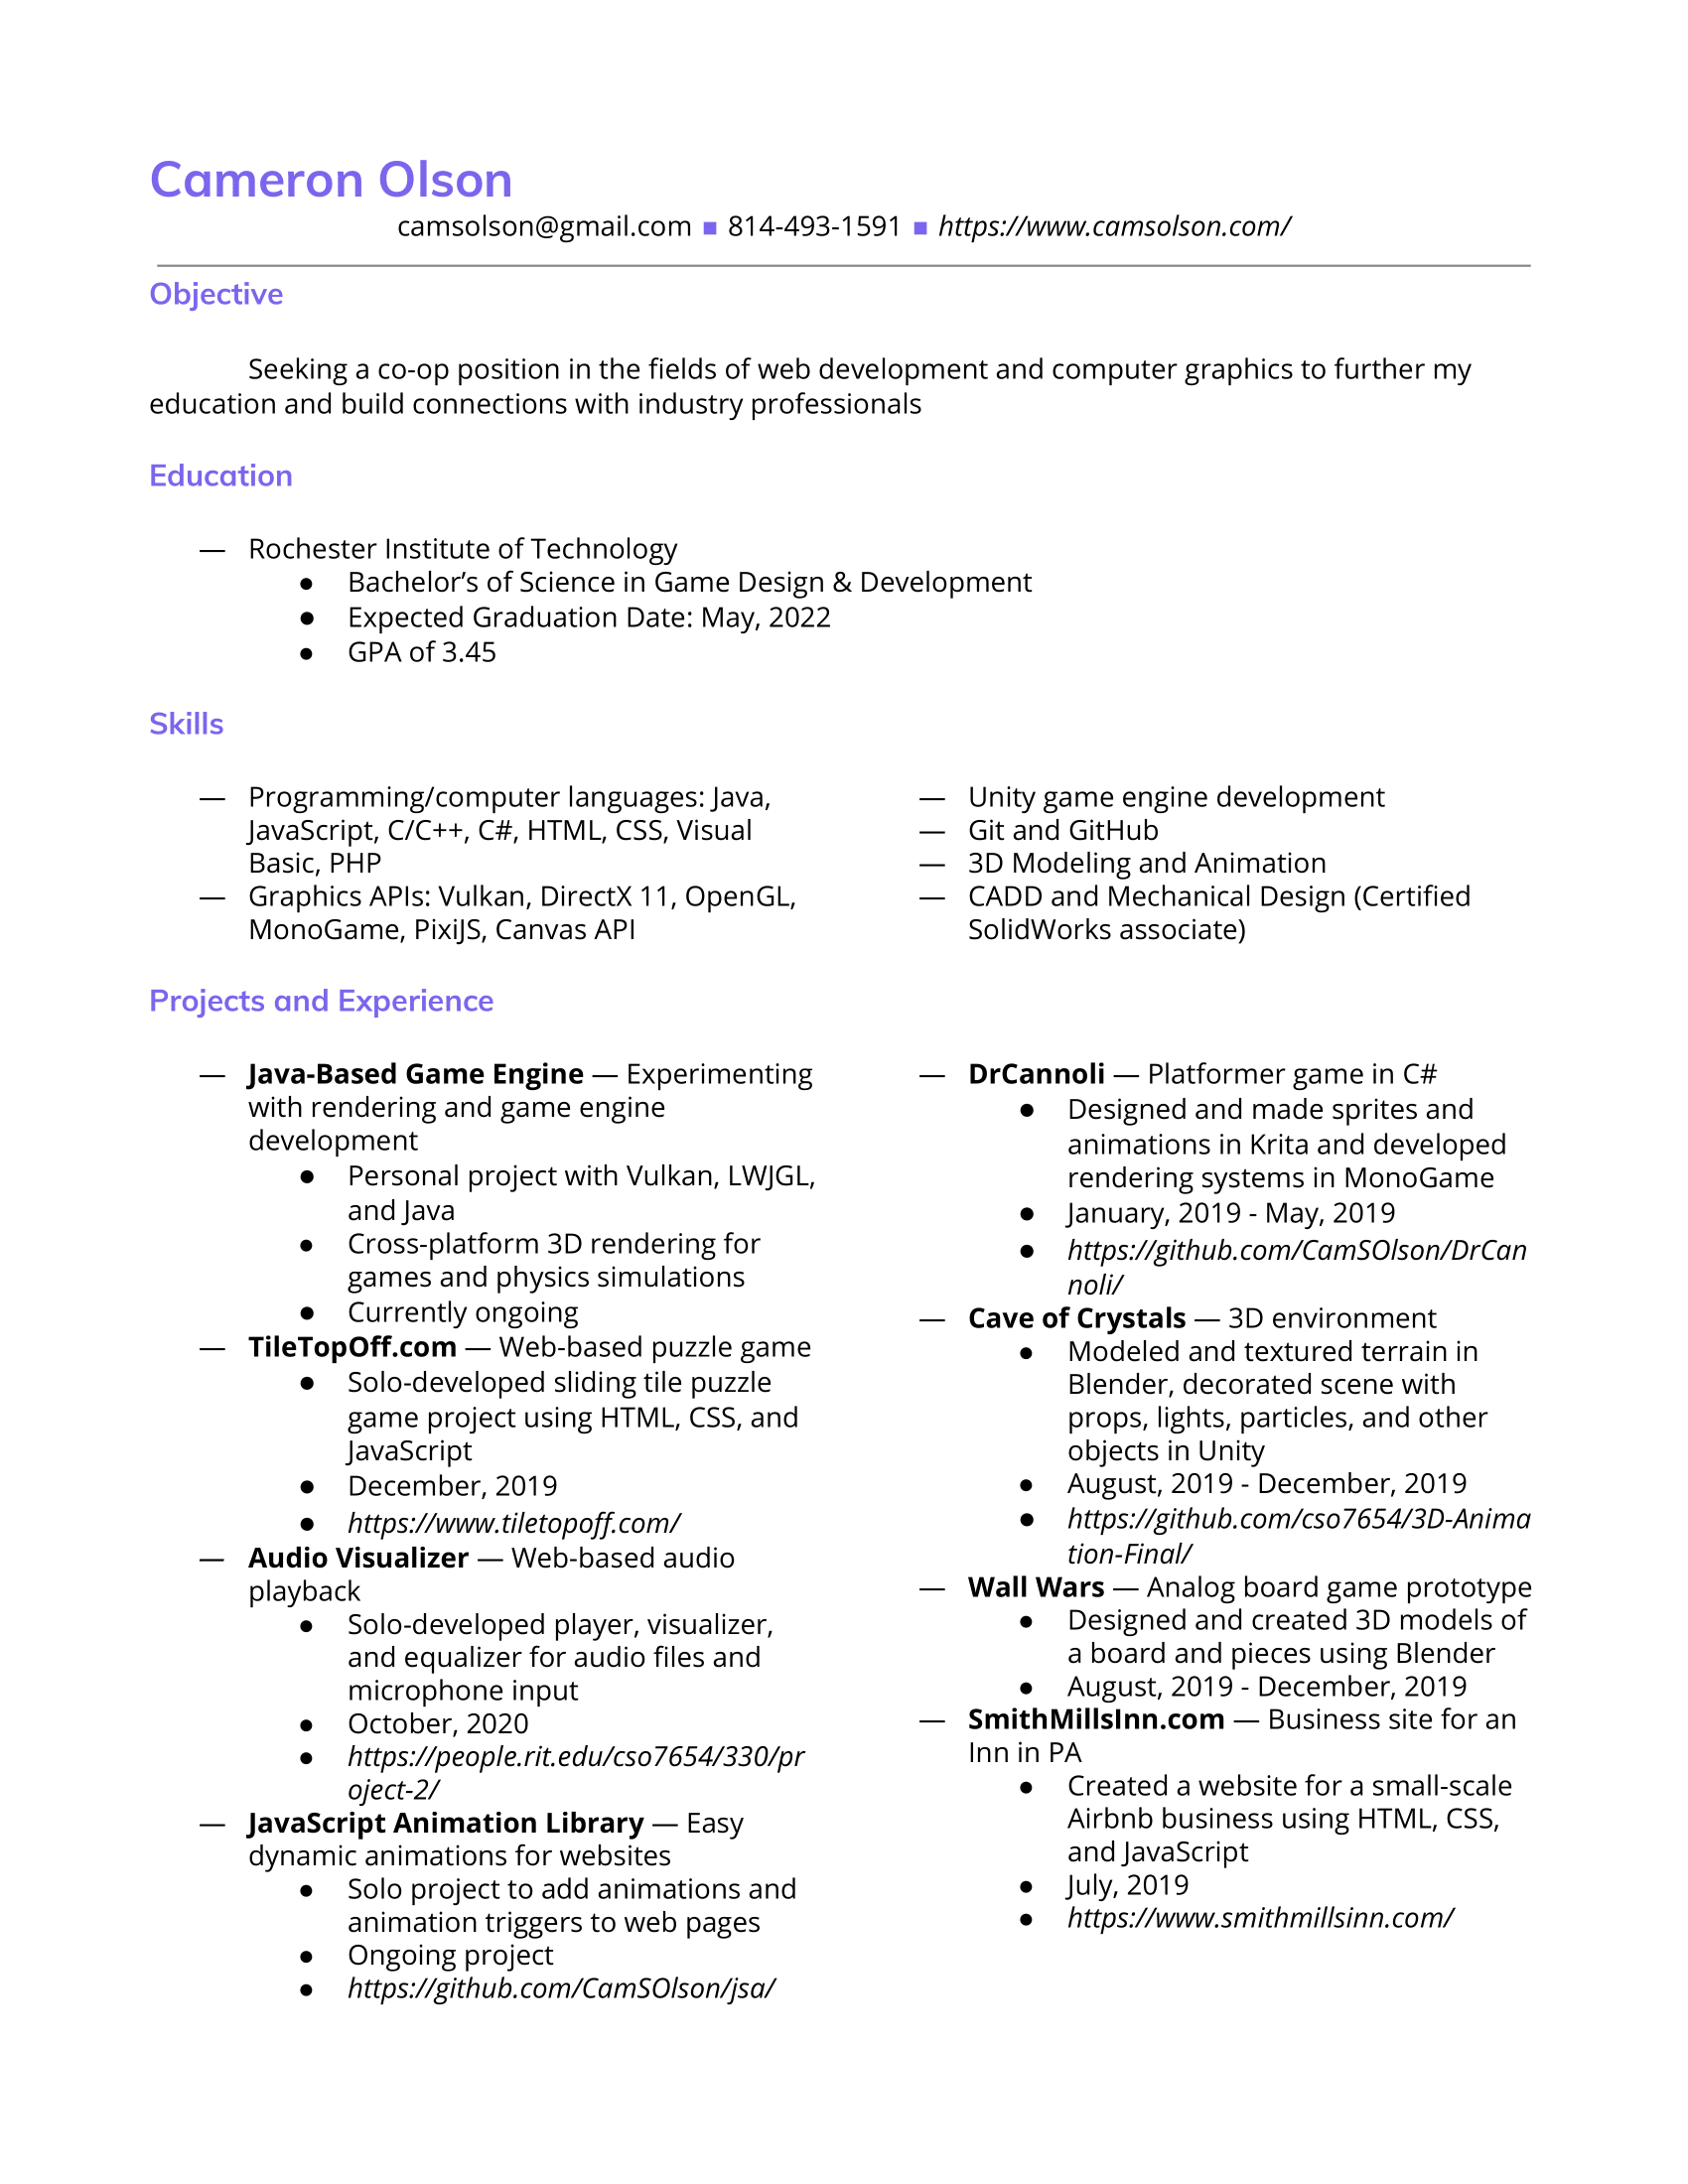 Cameron Olson
camsolson@gmail.com ■ 814-493-1591 ■ https://www.camsolson.com/
Objective
Seeking a co-op position in the fields of web development and computer graphics to further my
education and build connections with industry professionals
Education
— Rochester Institute of Technology
● Bachelor’s of Science in Game Design & Development
● Expected Graduation Date: May, 2022
● GPA of 3.45
Skills
— Programming/computer languages: Java,
JavaScript, C/C++, C#, HTML, CSS, Visual
Basic, PHP
— Graphics APIs: Vulkan, DirectX 11, OpenGL,
MonoGame, PixiJS, Canvas API
— Unity game engine development
— Git and GitHub
— 3D Modeling and Animation
— CADD and Mechanical Design (Certified
SolidWorks associate)
Projects and Experience
— Java-Based Game Engine — Experimenting
with rendering and game engine
development
● Personal project with Vulkan, LWJGL,
and Java
● Cross-platform 3D rendering for
games and physics simulations
● Currently ongoing
— TileTopOff.com — Web-based puzzle game
● Solo-developed sliding tile puzzle
game project using HTML, CSS, and
JavaScript
● December, 2019
● https://www.tiletopoff.com/
— Audio Visualizer — Web-based audio
playback
● Solo-developed player, visualizer,
and equalizer for audio files and
microphone input
● October, 2020
● https://people.rit.edu/cso7654/330/pr
oject-2/
— JavaScript Animation Library — Easy
dynamic animations for websites
● Solo project to add animations and
animation triggers to web pages
● Ongoing project
● https://github.com/CamSOlson/jsa/
— DrCannoli — Platformer game in C#
● Designed and made sprites and
animations in Krita and developed
rendering systems in MonoGame
● January, 2019 - May, 2019
● https://github.com/CamSOlson/DrCan
noli/
— Cave of Crystals — 3D environment
● Modeled and textured terrain in
Blender, decorated scene with
props, lights, particles, and other
objects in Unity
● August, 2019 - December, 2019
● https://github.com/cso7654/3D-Anima
tion-Final/
— Wall Wars — Analog board game prototype
● Designed and created 3D models of
a board and pieces using Blender
● August, 2019 - December, 2019
— SmithMillsInn.com — Business site for an
Inn in PA
● Created a website for a small-scale
Airbnb business using HTML, CSS,
and JavaScript
● July, 2019
● https://www.smithmillsinn.com/